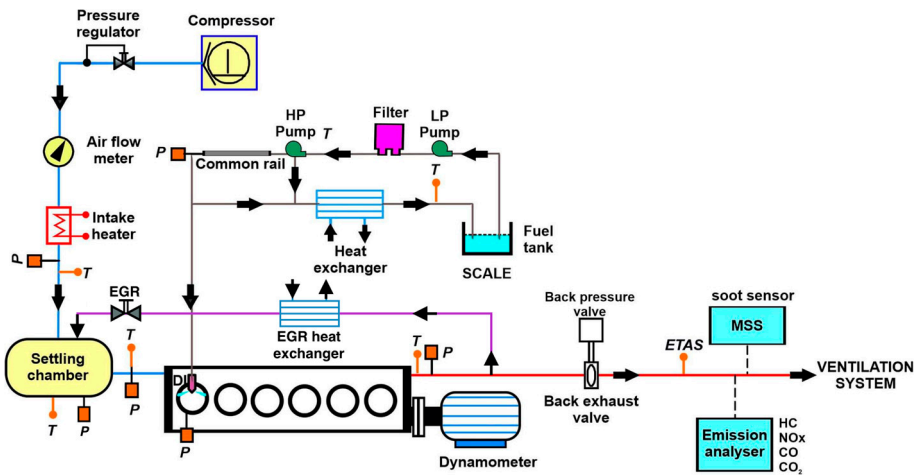 Pressure
regulator
Compressor
Air flow
meter
HP
Pump
T
Filter
LP
Pump
P
Common rail
T
Intake
heater
Heat
exchanger
Fuel
tank
SCALE
P
T
EGR
EGR heat
exchanger
Back pressure
valve
soot sensor
MSS
Settling
chamber
T
T
P
ETAS
VENTILATION
SYSTEM
DI
P
T
P
P
Back exhaust
valve
Dynamometer
Emission
analyser
HC
NOx
CO
CO₂